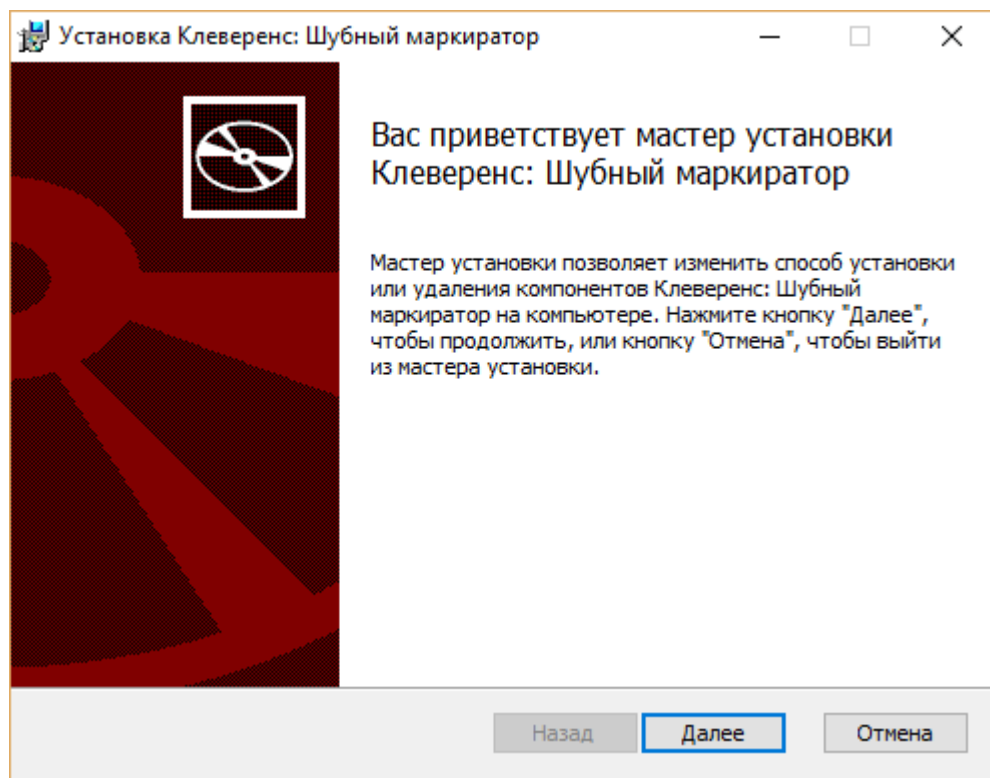 Установка Клеверенс: Шубный маркиратор
Вас приветствует мастер установки
Клеверенс: Шубный маркиратор
Мастер установки позволяет изменить способ установки
или удаления компонентов Клеверенс: Шубный
маркиратор на компьютере. Нажмите кнопку "Далее",
чтобы продолжить, или кнопку "Отмена", чтобы выйти
из мастера установки.
Назад Далее Отмена